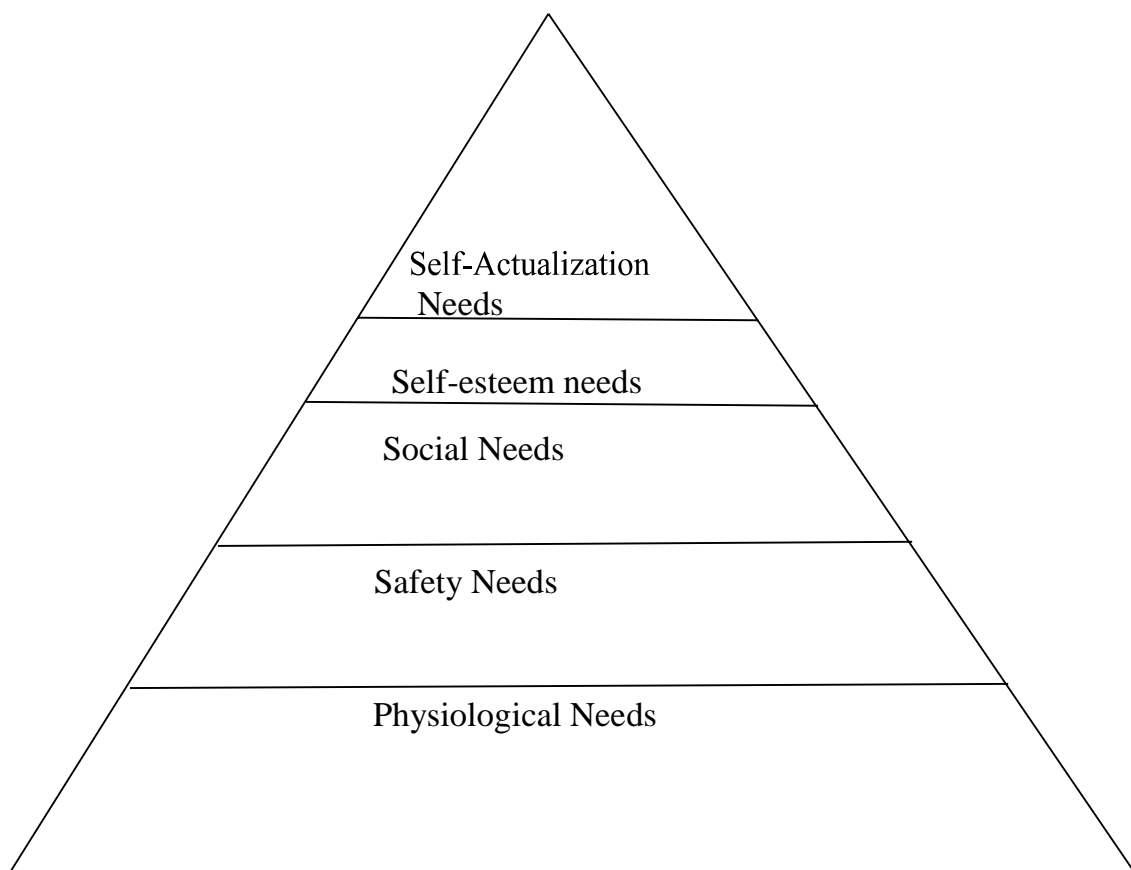 Self-Actualization
Needs
Self-esteem needs
Social Needs
Safety Needs
Physiological Needs